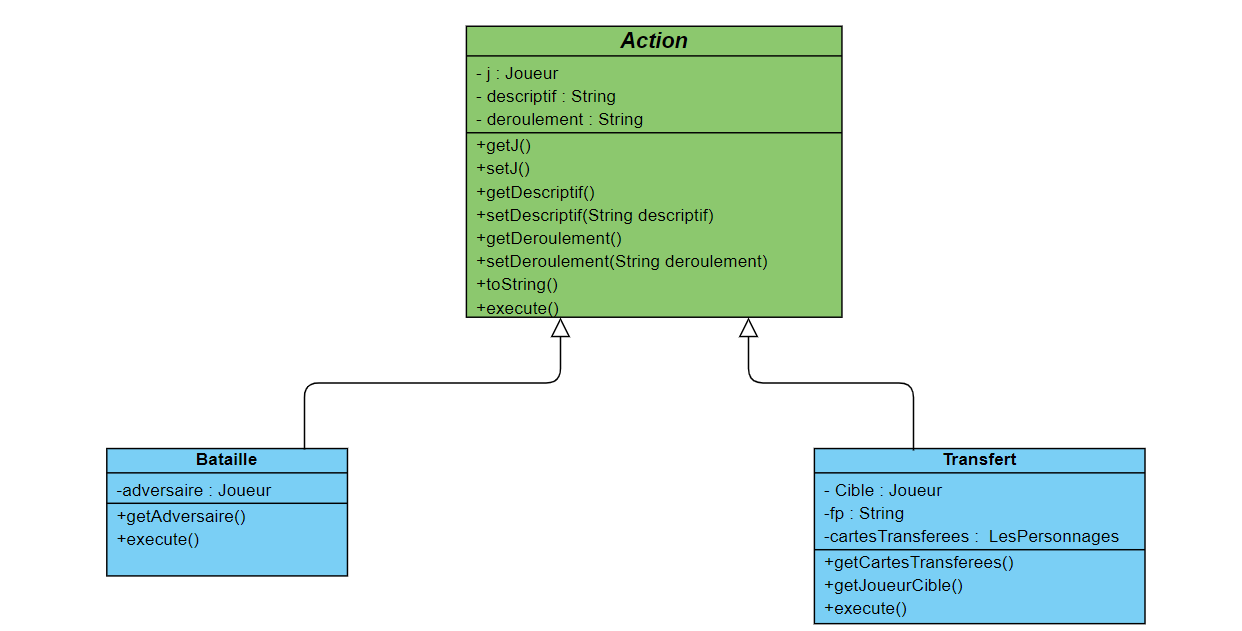 Action
- j : Joueur
- descriptif : String
- deroulement : String
+getJ()
+setJ()
+getDescriptif()
+setDescriptif(String descriptif)
+getDeroulement()
+setDeroulement(String deroulement)
+toString()
+execute()
Bataille
-adversaire : Joueur
+getAdversaire()
+execute()
Transfert
- Cible : Joueur
-fp : String
-cartesTransferees :  LesPersonnages
+getCartesTransferees()
+getJoueurCible()
+execute()